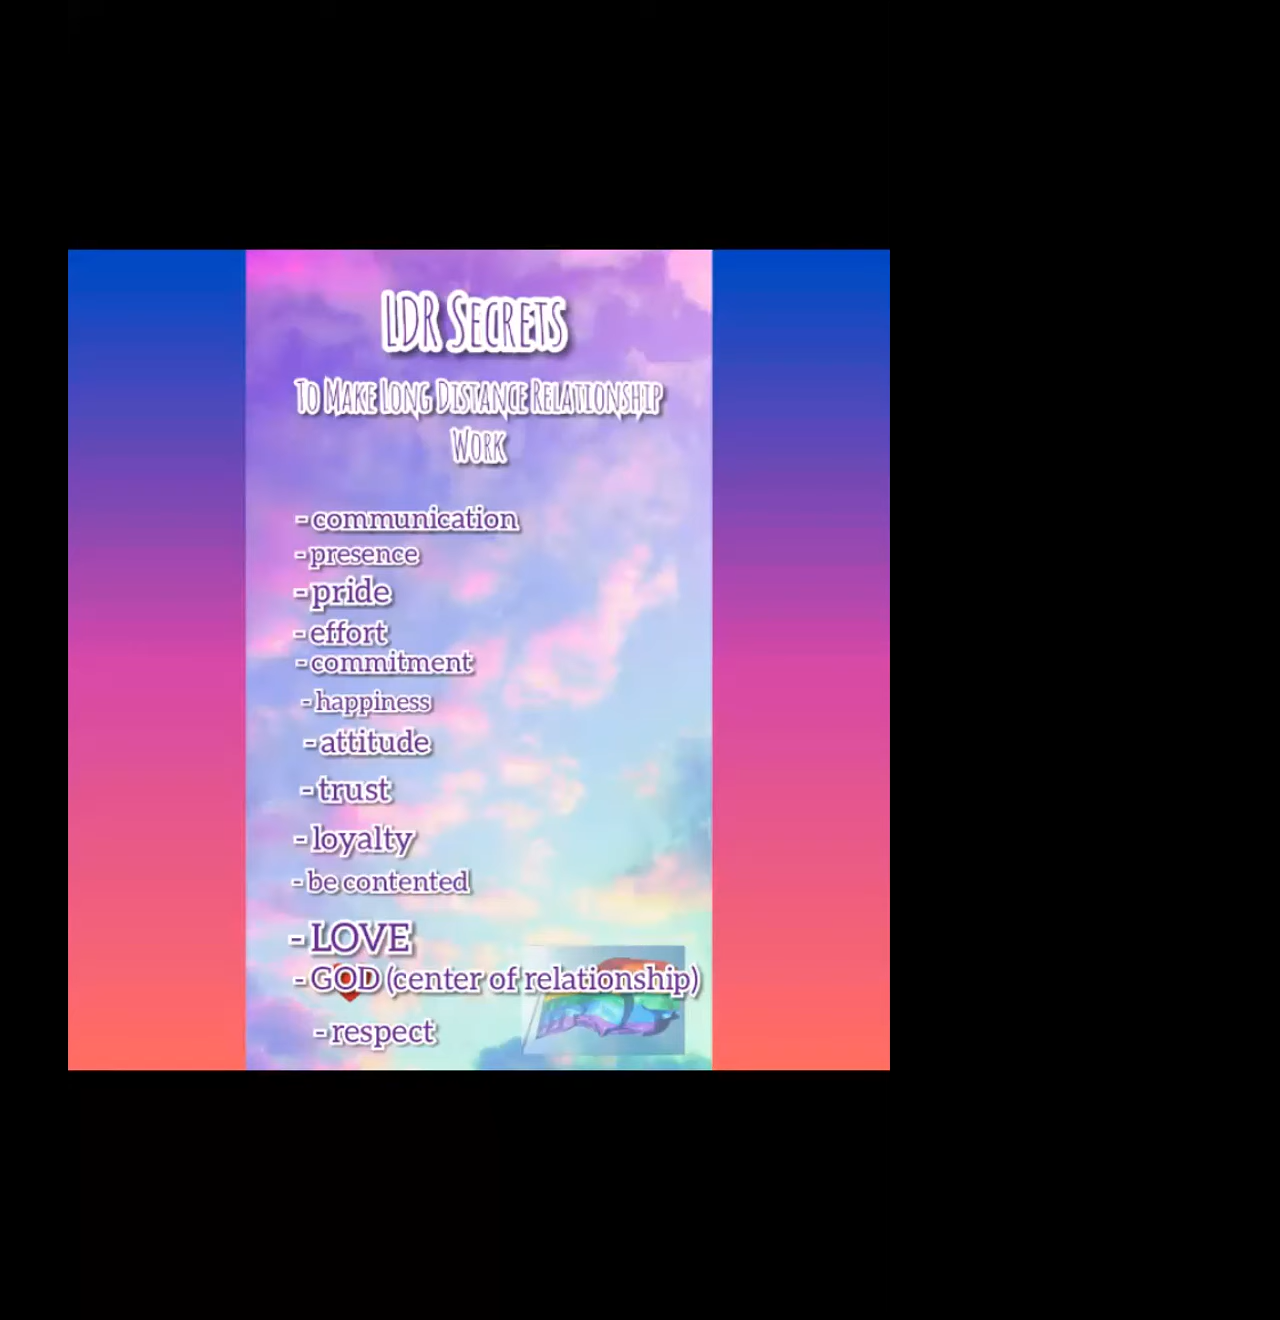 LDR Secrets
To Make Long Distance Relationship
Work
- communication
- presence
- pride
- effort
- commitment
- happiness
- attitude
- trust
- loyalty
- be contented
- LOVE
- GOD (center of relationship)
- respect